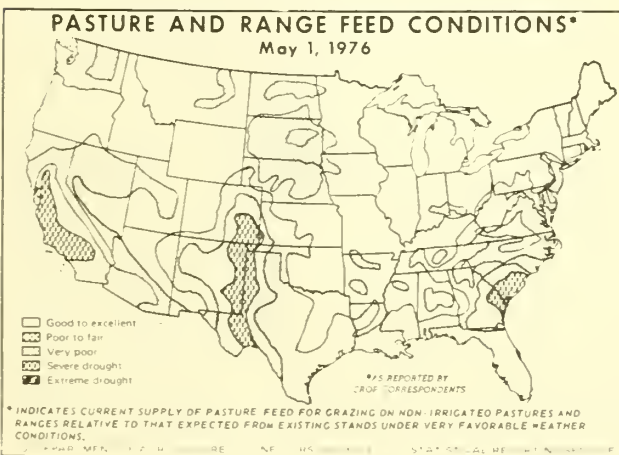 PASTURE AND RANGE FEED CONDITIONS*
May 1, 1976
Good to excellent
Poor to fair
Very poor
Severe drought
Extreme drought
*AS REPORTED BY
CROP CORRESPONDENTS
* INDICATES CURRENT SUPPLY OF PASTURE FEED FOR GRAZING ON NON-IRRIGATED PASTURES AND
RANGES RELATIVE TO THAT EXPECTED FROM EXISTING STANDS UNDER VERY FAVORABLE WEATHER
CONDITIONS.